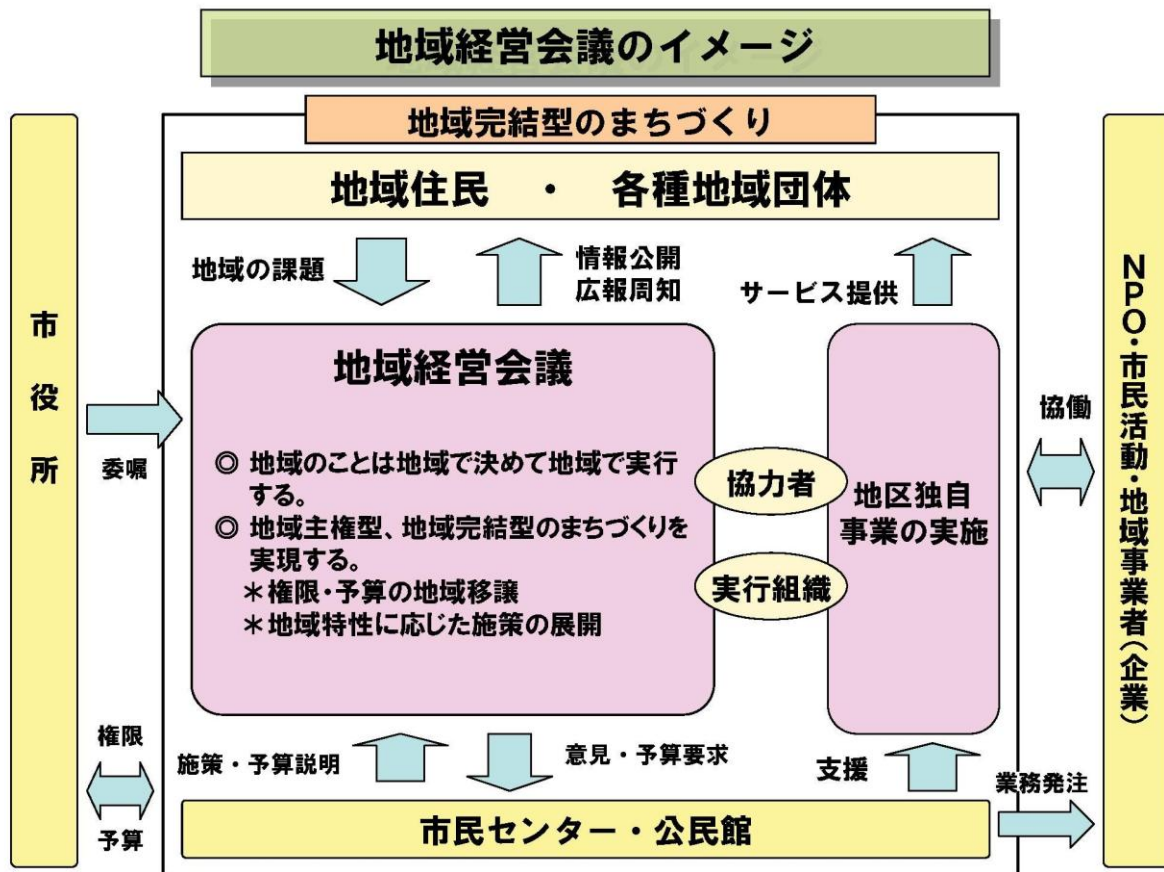 地域経営会議のイメージ
地域完結型のまちづくり
地域住民 ・ 各種地域団体
地域の課題
情報公開
広報周知
サービス提供
市役所
委嘱
地域経営会議
◎ 地域のことは地域で決めて地域で実行
する。
◎ 地域主権型、地域完結型のまちづくりを
実現する。
＊権限・予算の地域移譲
＊地域特性に応じた施策の展開
協力者
実行組織
地区独自
事業の実施
協働
NPO・市民活動・地域事業者(企業)
権限
予算
施策・予算説明
意見・予算要求
支援
業務発注
市民センター・公民館